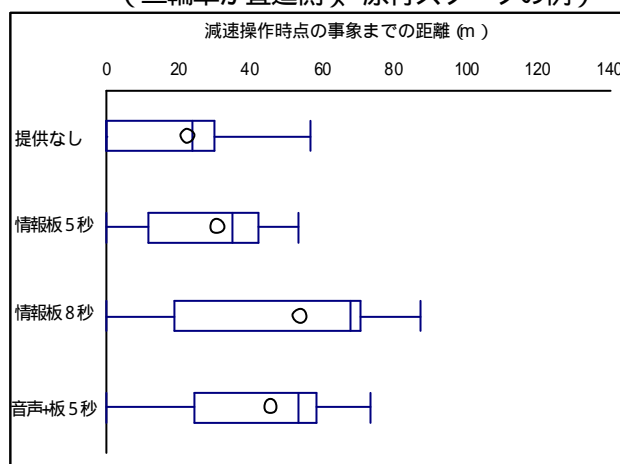 減速操作時点の事象までの距離 (m )
0 20 40 60 80 100 120 140
提供なし
情報板5秒
情報板8秒
音声+板5秒